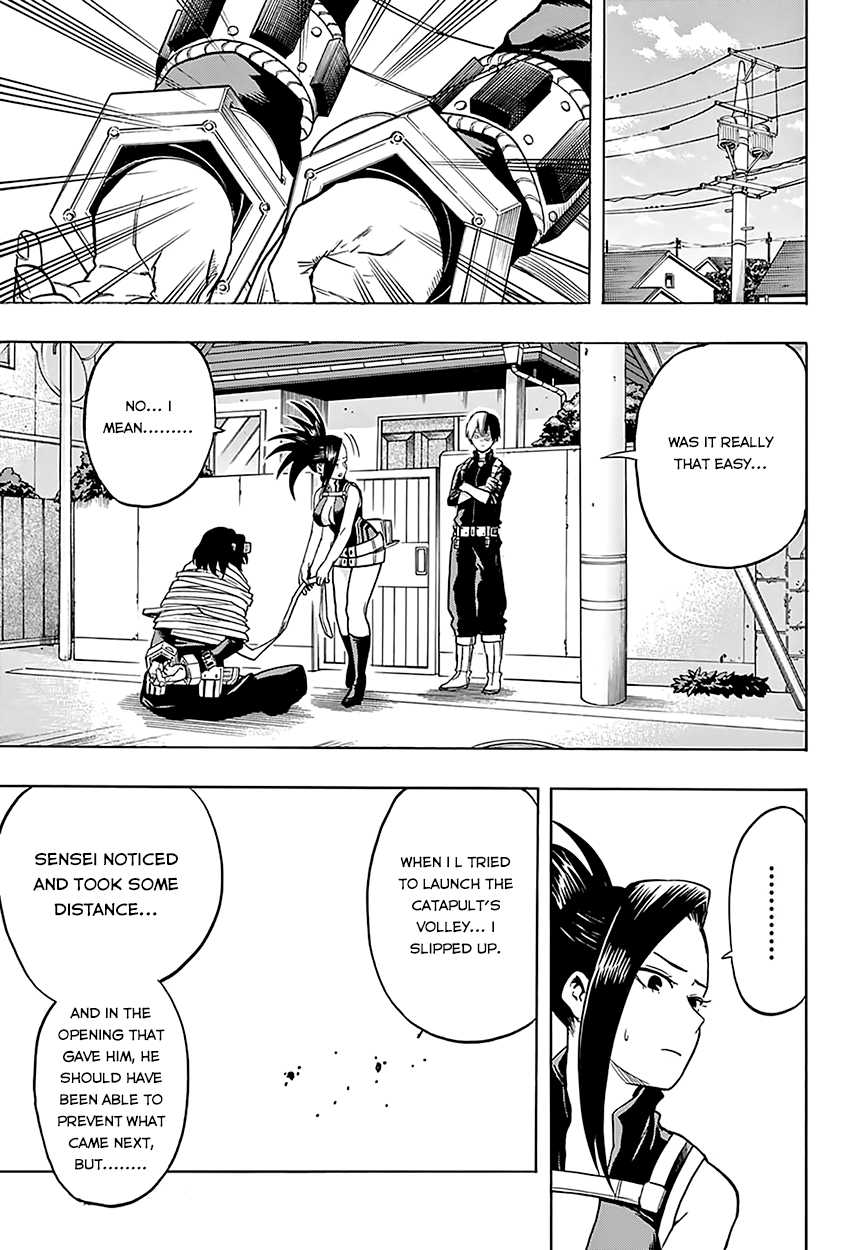 WAS IT REALLY
THAT EASY...
NO... I
MEAN.........
.........
WHEN I L TRIED
TO LAUNCH THE
CATAPULT'S
VOLLEY... I
SLIPPED UP.
SENSEI NOTICED
AND TOOK SOME
DISTANCE...
AND IN THE
OPENING THAT
GAVE HIM, HE
SHOULD HAVE
BEEN ABLE TO
PREVENT WHAT
CAME NEXT,
BUT........